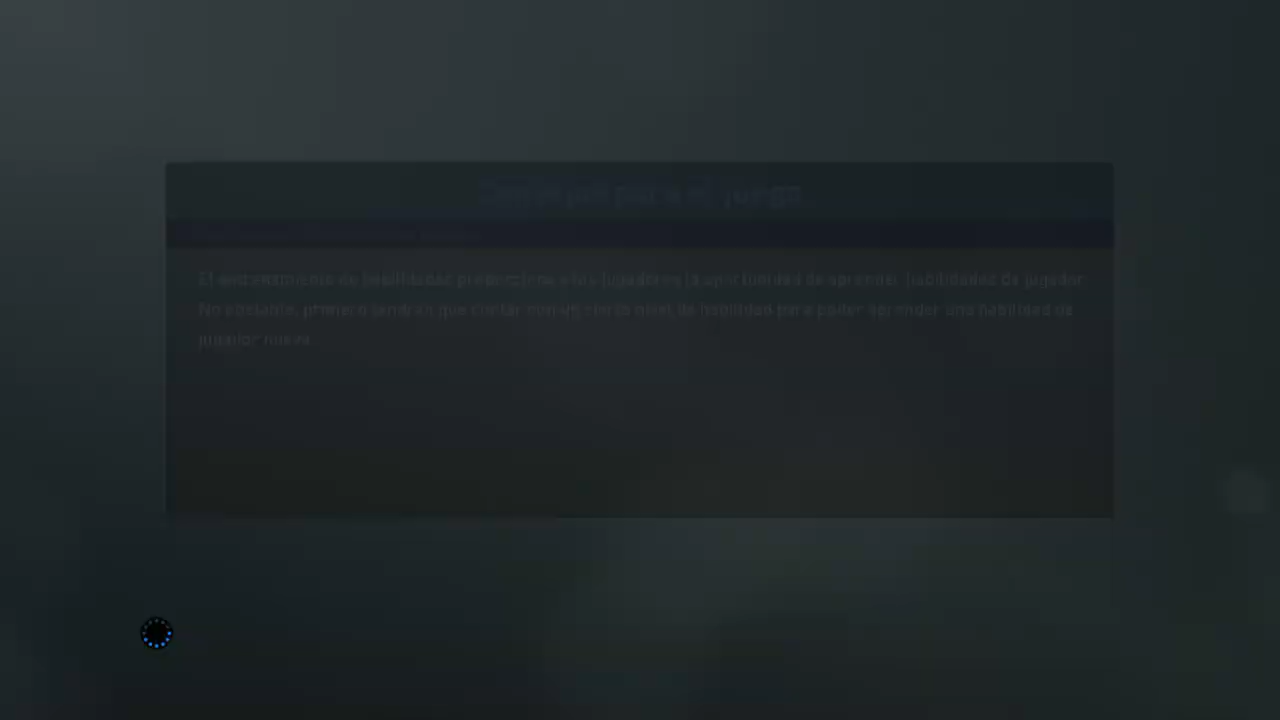 Consejos para el juego
El entrenamiento de habilidades proporciona a los jugadores la oportunidad de aprender habilidades de jugador.
No obstante, primero tendrán que contar con un cierto nivel de habilidad para poder aprender una habilidad de
jugador nueva.